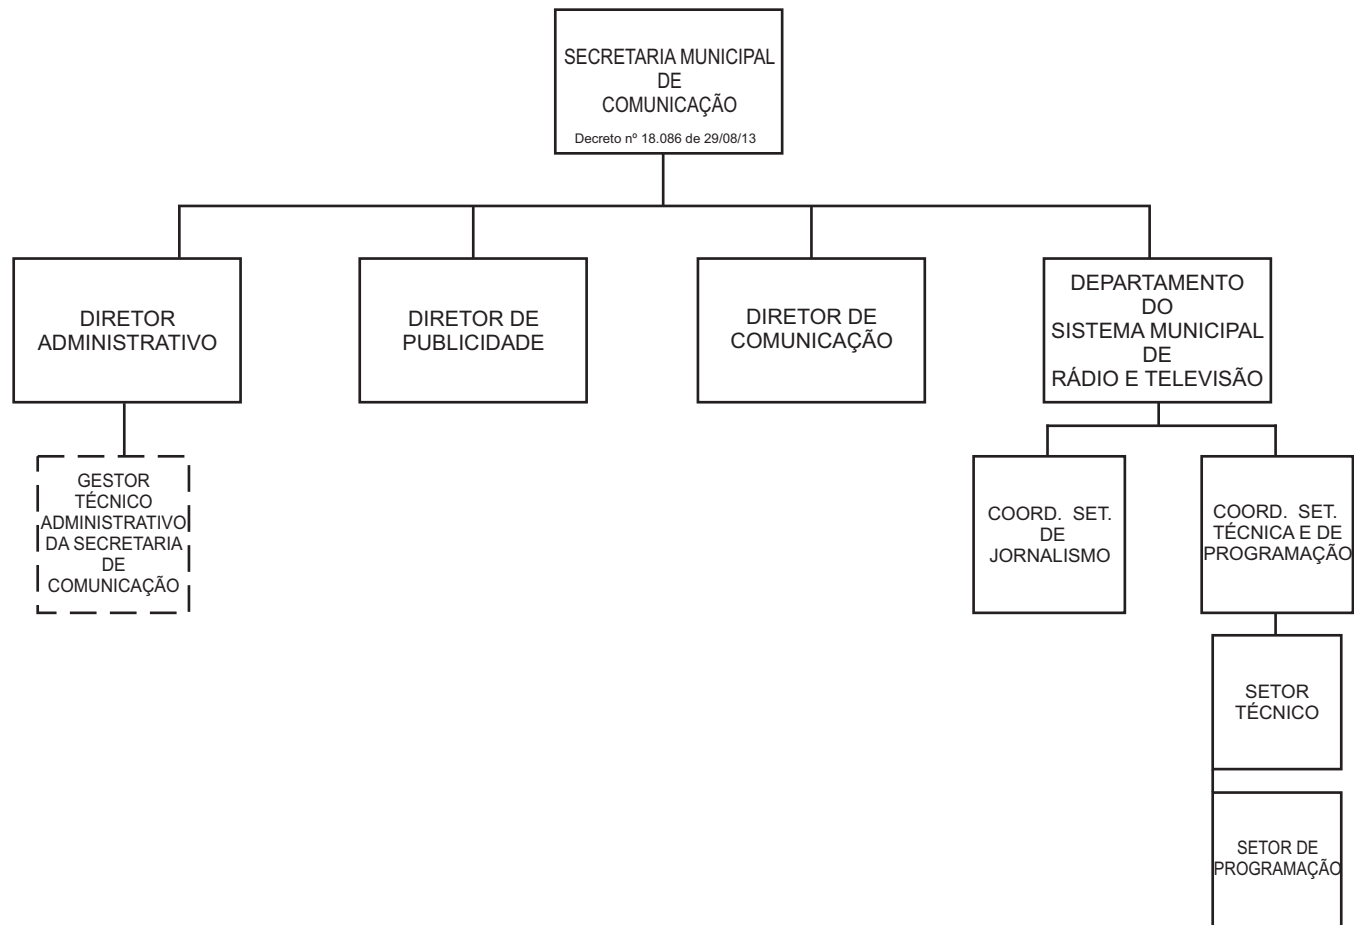 SECRETARIA MUNICIPAL
DE
COMUNICAÇÃO
Decreto nº 18.086 de 29/08/13
DIRETOR
ADMINISTRATIVO
DIRETOR DE
PUBLICIDADE
DIRETOR DE
COMUNICAÇÃO
DEPARTAMENTO
DO
SISTEMA MUNICIPAL
DE
RÁDIO E TELEVISÃO
GESTOR
TÉCNICO
ADMINISTRATIVO
DA SECRETARIA
DE
COMUNICAÇÃO
COORD. SET.
DE
JORNALISMO
COORD. SET.
TÉCNICA E DE
PROGRAMAÇÃO
SETOR
TÉCNICO
SETOR DE
PROGRAMAÇÃO